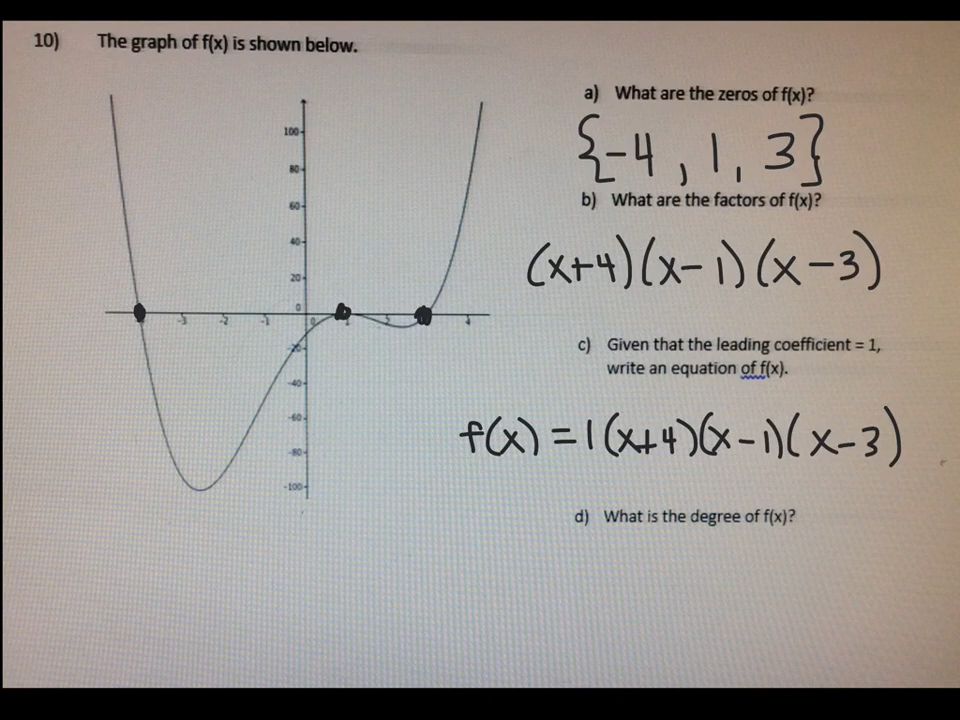 10) The graph of f(x) is shown below.
a) What are the zeros of f(x)?
{-4, 1, 3}
b) What are the factors of f(x)?
(x+4)(x-1)(x-3)
c) Given that the leading coefficient = 1,
write an equation of f(x).
f(x) = 1(x+4)(x-1)(x-3)
d) What is the degree of f(x)?
100
80
60
40
20
0
-3 -2 -1 0 1 2 4
-20
-40
-60
-80
-100